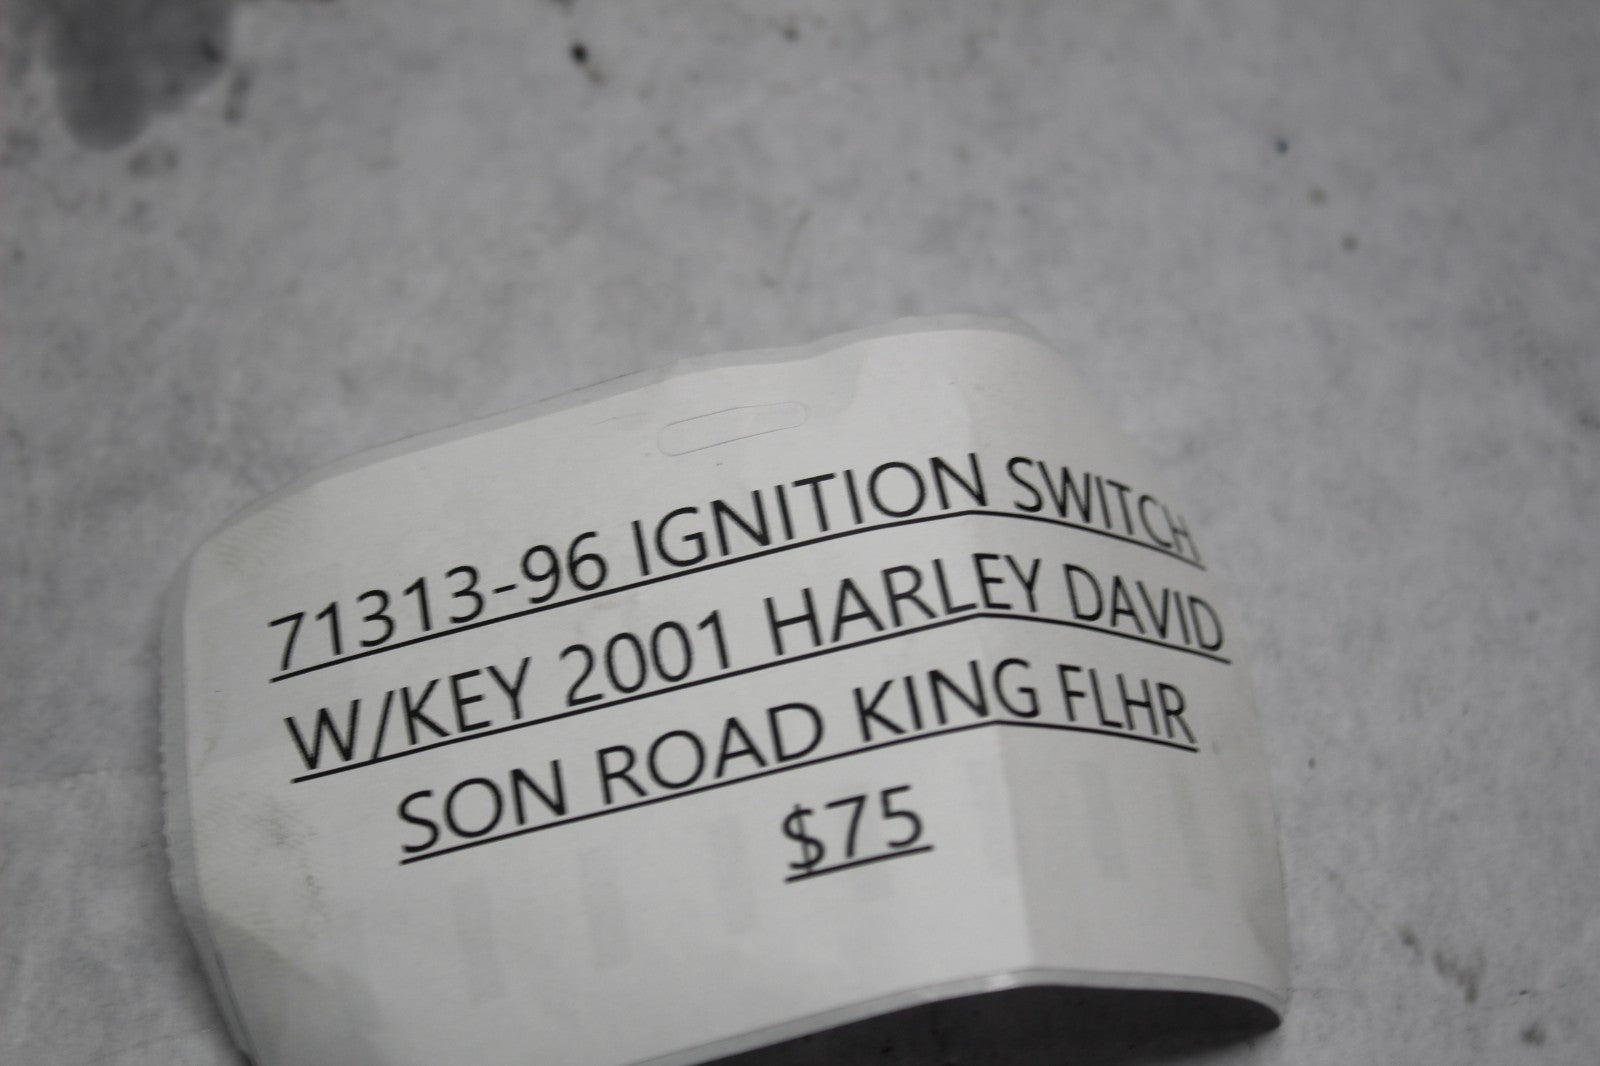 71313-96 IGNITION SWITCH
W/KEY 2001 HARLEY DAVID
SON ROAD KING FLHR
$75